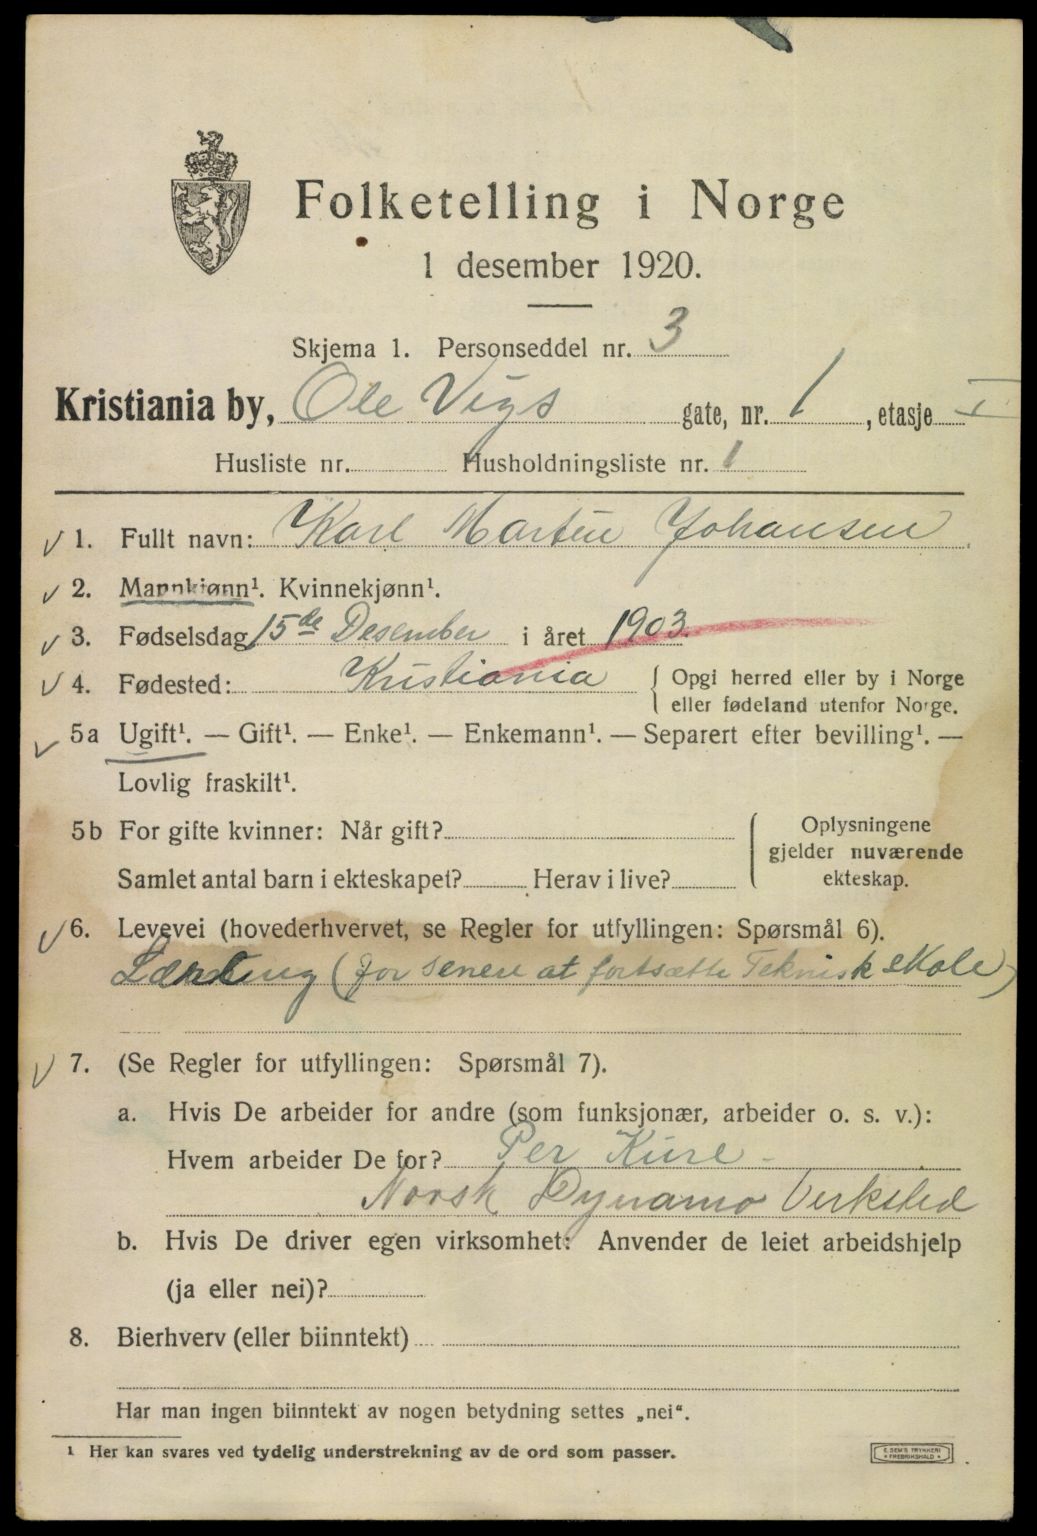 Folketelling i Norge
1 desember 1920.
Skjema 1. Personseddel nr. 3
Kristiania by, Ole Vigs gate, nr. 1, etasje I
Husliste nr. Husholdningsliste nr. 1
1. Fullt navn: Karl Martin Johansen
2. Mannkjønn¹. Kvinnekjønn¹.
3. Fødselsdag 15de Desember i året 1903.
4. Fødested: Kristiania { Opgi herred eller by i Norge
eller fødeland utenfor Norge.
5a Ugift¹. — Gift¹. — Enke¹. — Enkemann¹. — Separert efter bevilling¹. —
Lovlig fraskilt¹.
5b For gifte kvinner: Når gift? { Oplysningene
gjelder nuværende
Samlet antal barn i ekteskapet? Herav i live? ekteskap.
6. Levevei (hovederhvervet, se Regler for utfyllingen: Spørsmål 6).
Lærling (for senere at fortsætte Teknisk skole)
7. (Se Regler for utfyllingen: Spørsmål 7).
a. Hvis De arbeider for andre (som funksjonær, arbeider o. s. v.):
Hvem arbeider De for? Per Kure -
Norsk Dynamo Verksted
b. Hvis De driver egen virksomhet: Anvender de leiet arbeidshjelp
(ja eller nei)?
8. Bierhverv (eller biinntekt)
Har man ingen biinntekt av nogen betydning settes „nei“.
¹ Her kan svares ved tydelig understrekning av de ord som passer.
E. SEM'S TRYKKERI
* FREDRIKSHALD *